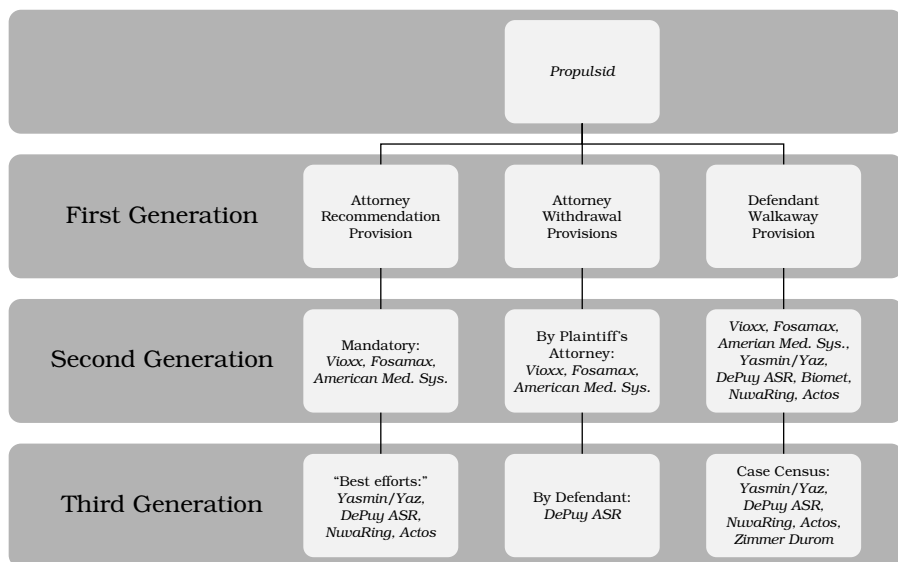 Propulsid
First Generation
Attorney
Recommendation
Provision
Attorney
Withdrawal
Provisions
Defendant
Walkaway
Provision
Second Generation
Mandatory:
Vioxx, Fosamax,
American Med. Sys.
By Plaintiff's
Attorney:
Vioxx, Fosamax,
American Med. Sys.
Vioxx, Fosamax,
Amerian Med. Sys.,
Yasmin/Yaz,
DePuy ASR, Biomet,
NuvaRing, Actos
Third Generation
“Best efforts:”
Yasmin/Yaz,
DePuy ASR,
NuvaRing, Actos
By Defendant:
DePuy ASR
Case Census:
Yasmin/Yaz,
DePuy ASR,
NuvaRing, Actos,
Zimmer Durom